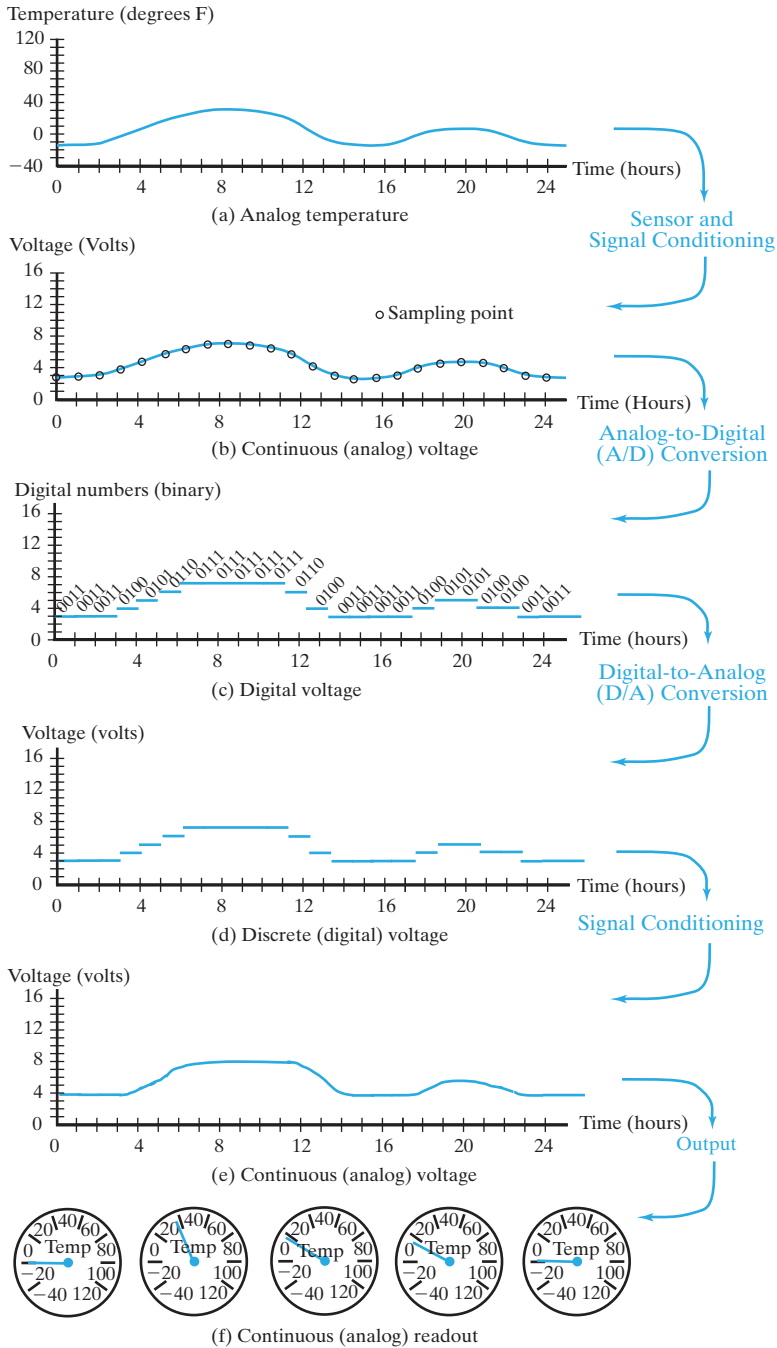 Temperature (degrees F)
120
80
40
0
−40
0 4 8 12 16 20 24
Time (hours)
(a) Analog temperature
Sensor and
Signal Conditioning
Voltage (Volts)
16
12
8
4
0
Sampling point
0 4 8 12 16 20 24
Time (Hours)
(b) Continuous (analog) voltage
Analog-to-Digital
(A/D) Conversion
Digital numbers (binary)
16
12
8
4
0
0011 0011 0011 0100 0101 0110 0111 0111 0111 0111 0111 0110 0100 0011 0011 0011 0011 0100 0101 0101 0100 0100 0011 0011
0 4 8 12 16 20 24
Time (hours)
(c) Digital voltage
Digital-to-Analog
(D/A) Conversion
Voltage (volts)
16
12
8
4
0
0 4 8 12 16 20 24
Time (hours)
(d) Discrete (digital) voltage
Signal Conditioning
Voltage (volts)
16
12
8
4
0
0 4 8 12 16 20 24
Time (hours)
(e) Continuous (analog) voltage
Output
−40 −20 0 20 40 60 80 100 120 Temp
−40 −20 0 20 40 60 80 100 120 Temp
−40 −20 0 20 40 60 80 100 120 Temp
−40 −20 0 20 40 60 80 100 120 Temp
−40 −20 0 20 40 60 80 100 120 Temp
(f) Continuous (analog) readout